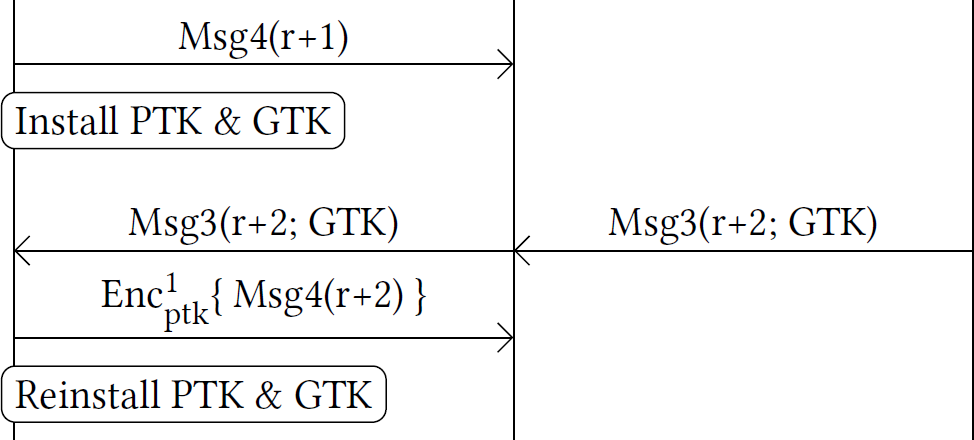 Msg4(r+1)
Install PTK & GTK
Msg3(r+2; GTK)
Msg3(r+2; GTK)
Enc¹ₚₜₖ{ Msg4(r+2) }
Reinstall PTK & GTK